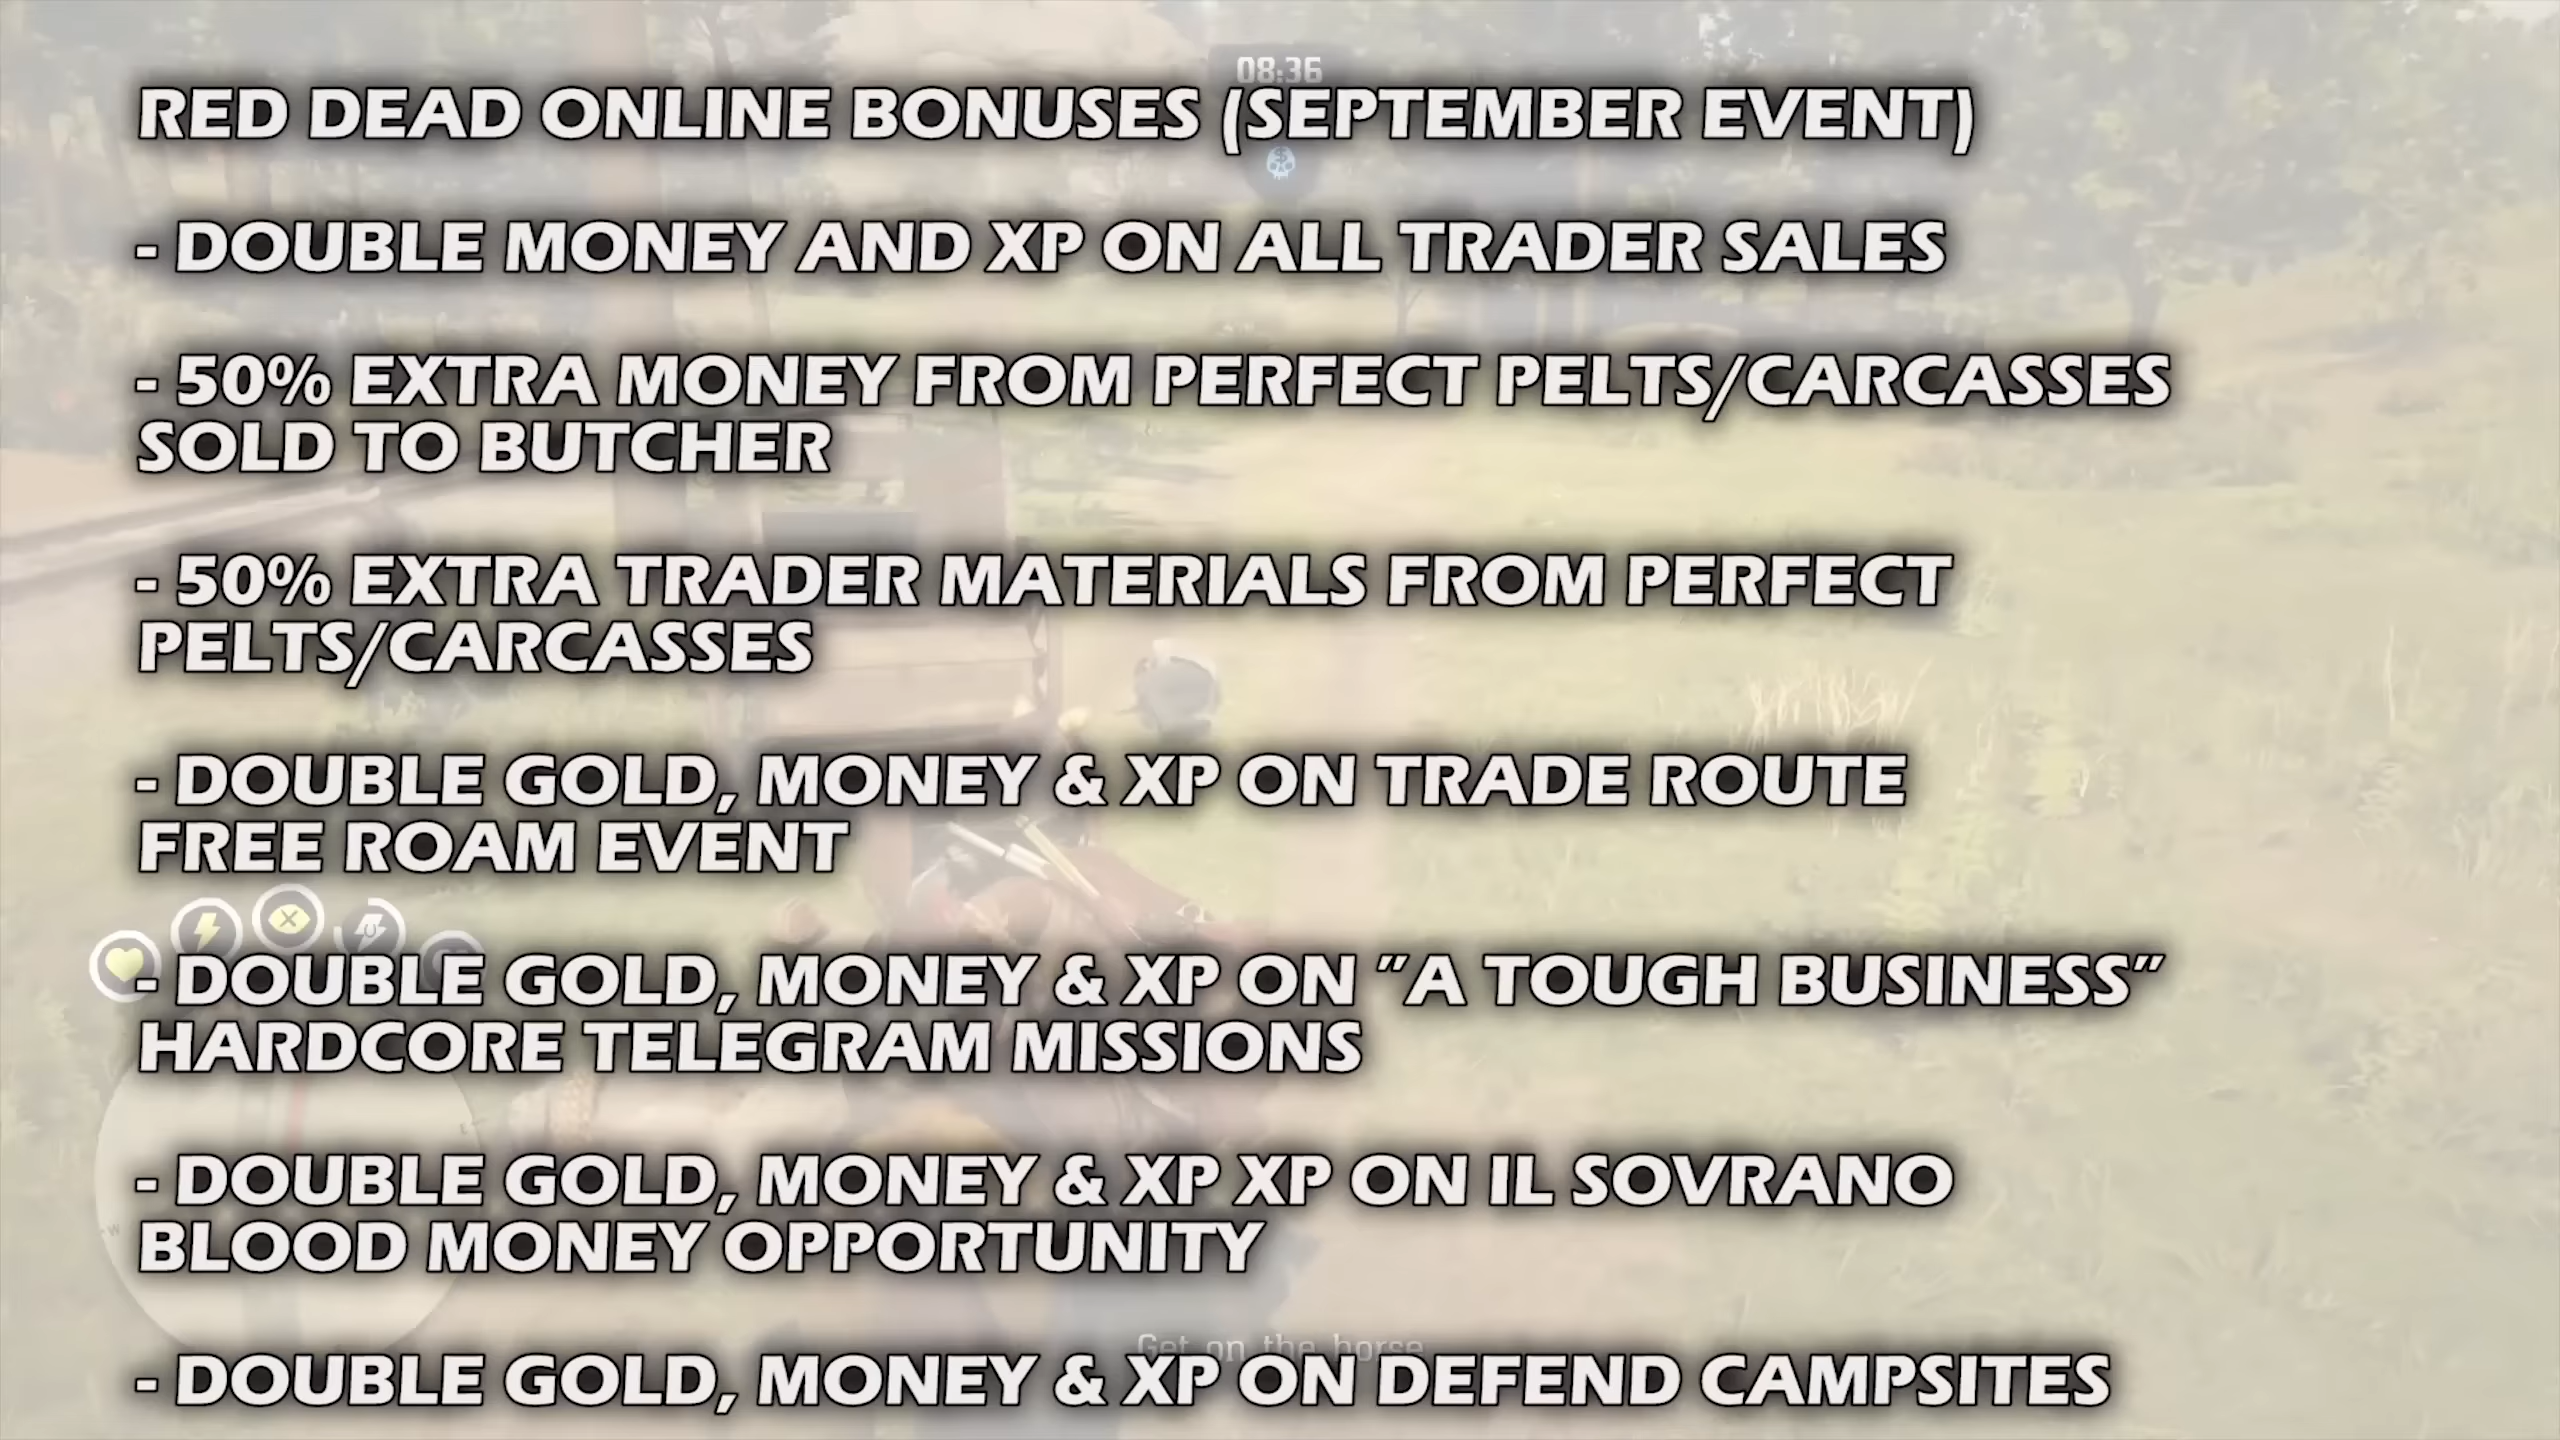 08:36
RED DEAD ONLINE BONUSES (SEPTEMBER EVENT)
- DOUBLE MONEY AND XP ON ALL TRADER SALES
- 50% EXTRA MONEY FROM PERFECT PELTS/CARCASSES
SOLD TO BUTCHER
- 50% EXTRA TRADER MATERIALS FROM PERFECT
PELTS/CARCASSES
- DOUBLE GOLD, MONEY & XP ON TRADE ROUTE
FREE ROAM EVENT
- DOUBLE GOLD, MONEY & XP ON "A TOUGH BUSINESS"
HARDCORE TELEGRAM MISSIONS
- DOUBLE GOLD, MONEY & XP XP ON IL SOVRANO
BLOOD MONEY OPPORTUNITY
Get on the horse.
- DOUBLE GOLD, MONEY & XP ON DEFEND CAMPSITES